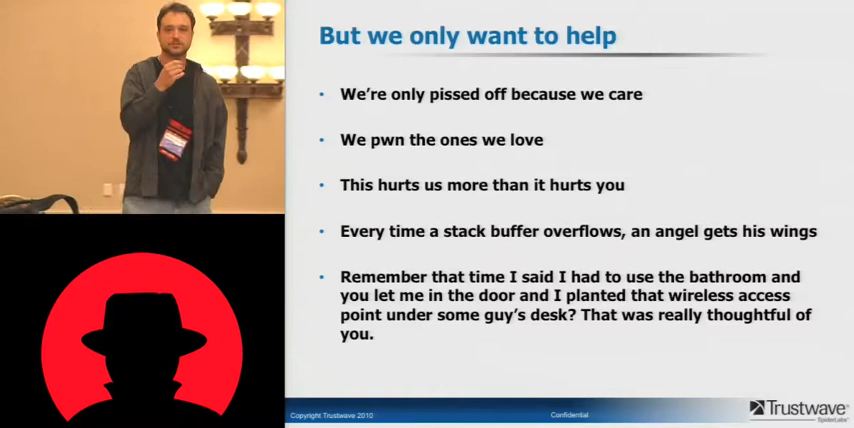 But we only want to help
• We're only pissed off because we care
• We pwn the ones we love
• This hurts us more than it hurts you
• Every time a stack buffer overflows, an angel gets his wings
• Remember that time I said I had to use the bathroom and
you let me in the door and I planted that wireless access
point under some guy's desk? That was really thoughtful of
you.
Copyright Trustwave 2010
Confidential
Trustwave®
SpiderLabs®